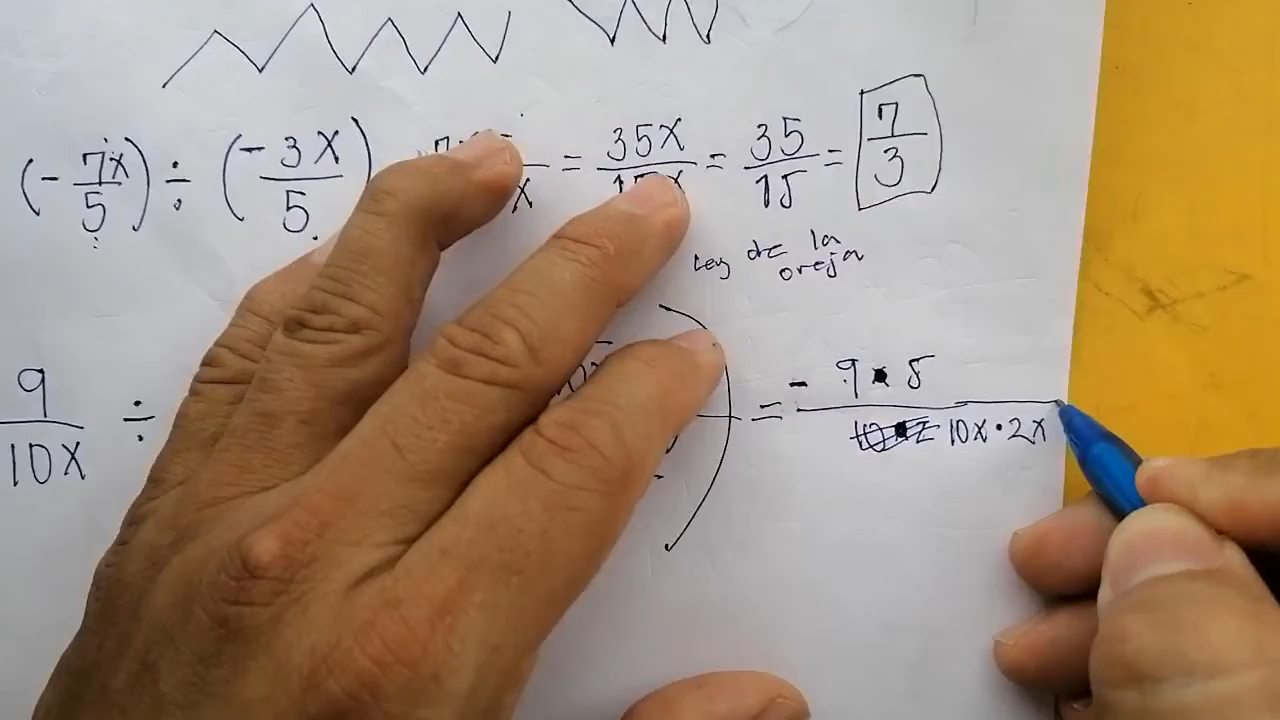 (- 7x/5) ÷ (- 3x/5) = 35x/15x = 35/15 = 7/3
Ley de la
oreja
9/10x ÷ = - 9 · 5 / 10x · 2x